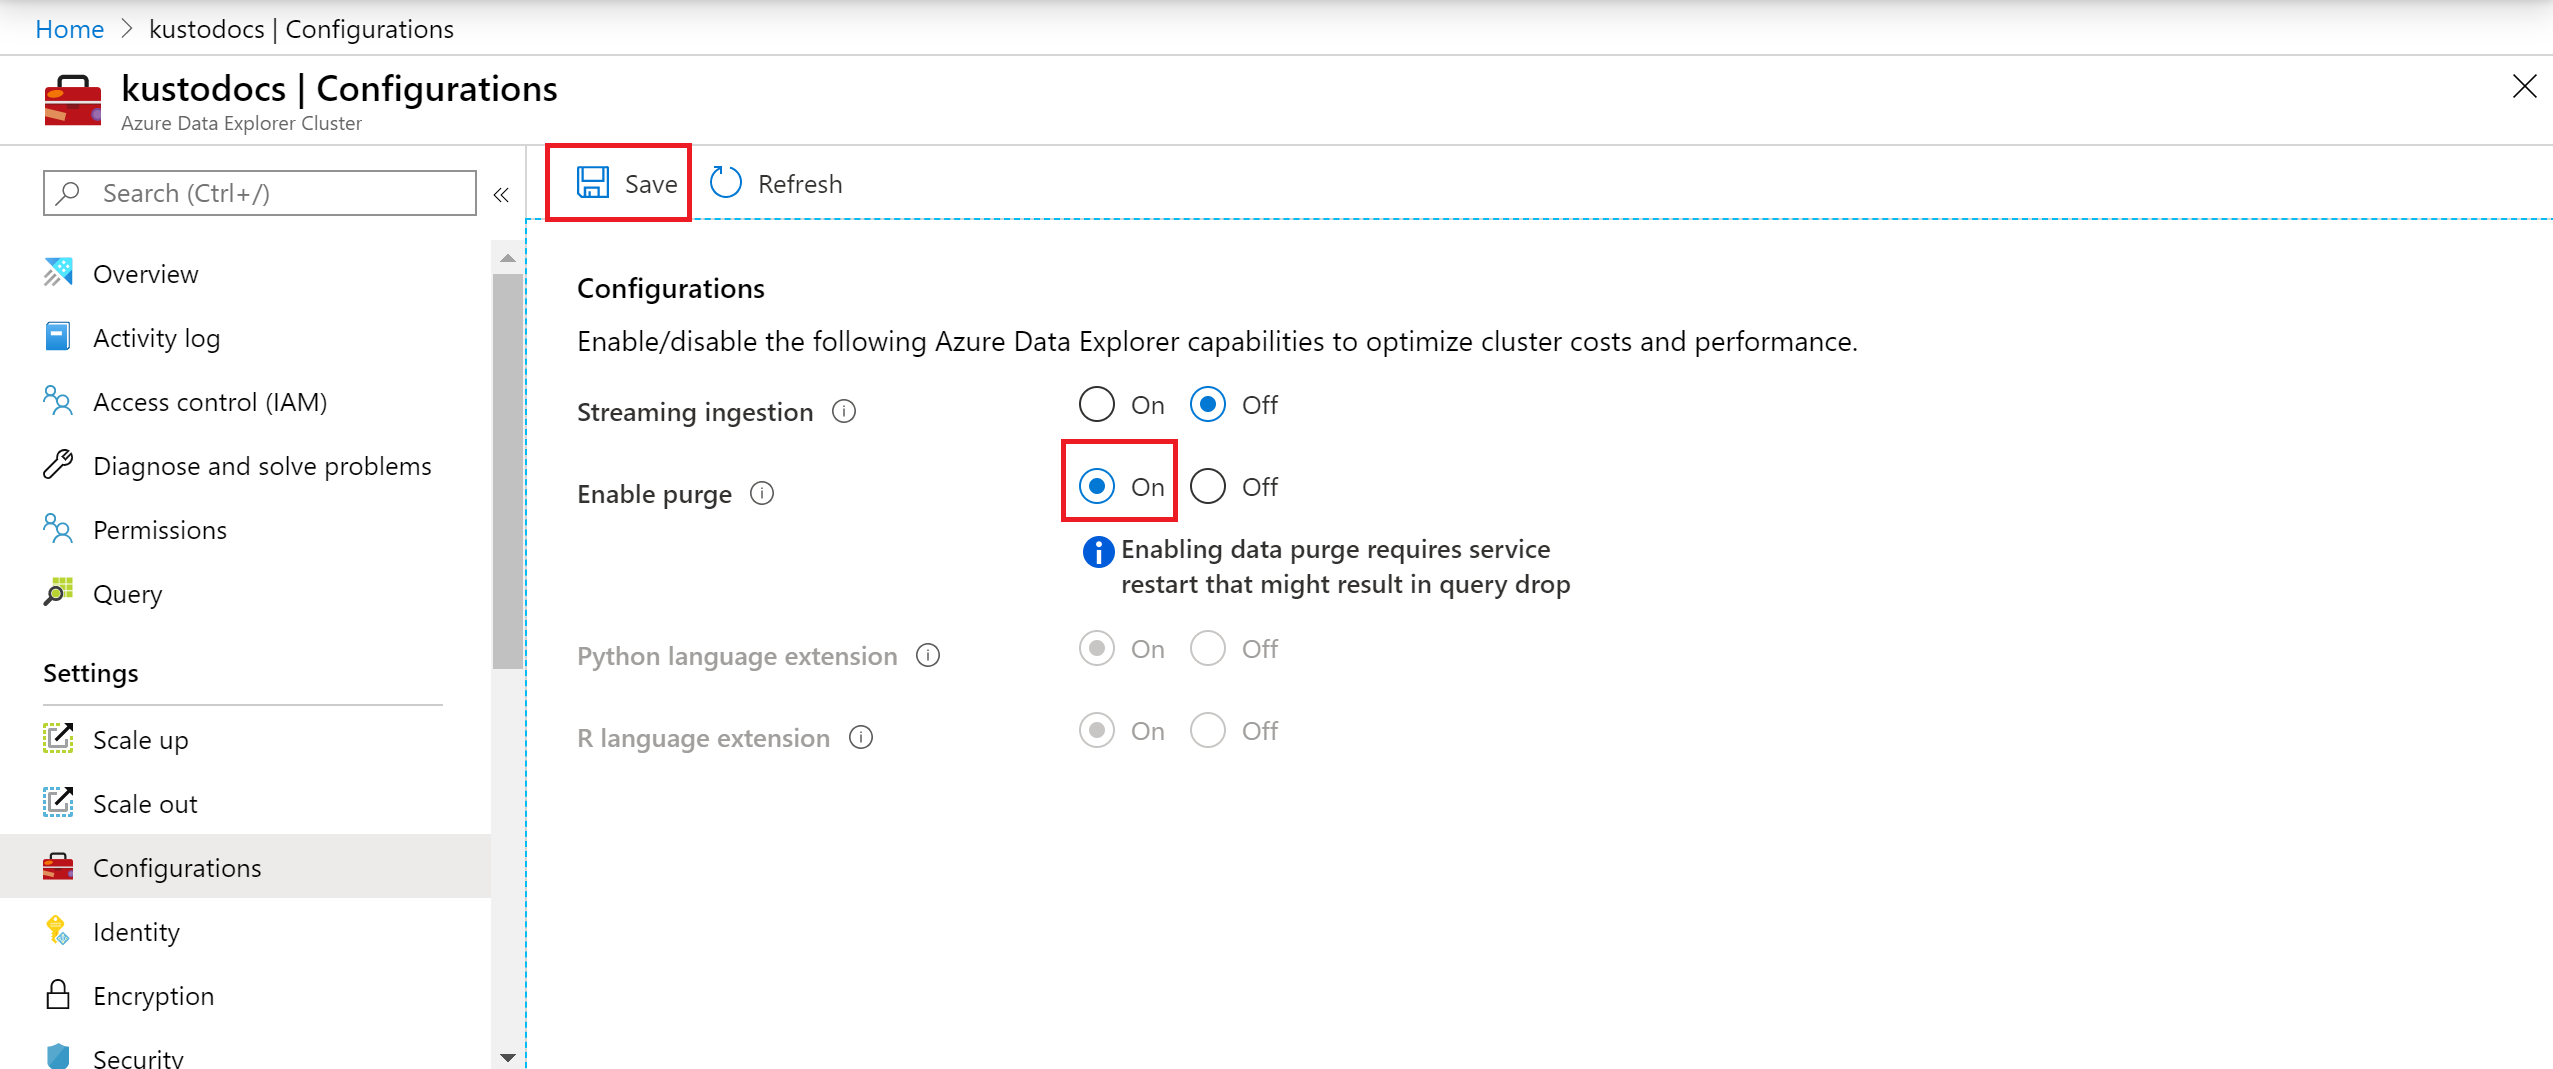 Home > kustodocs | Configurations
kustodocs | Configurations
Azure Data Explorer Cluster
Search (Ctrl+/)
«
Overview
Activity log
Access control (IAM)
Diagnose and solve problems
Permissions
Query
Settings
Scale up
Scale out
Configurations
Identity
Encryption
Security
Save
Refresh
Configurations
Enable/disable the following Azure Data Explorer capabilities to optimize cluster costs and performance.
Streaming ingestion On Off
Enable purge On Off
Enabling data purge requires service
restart that might result in query drop
Python language extension On Off
R language extension On Off